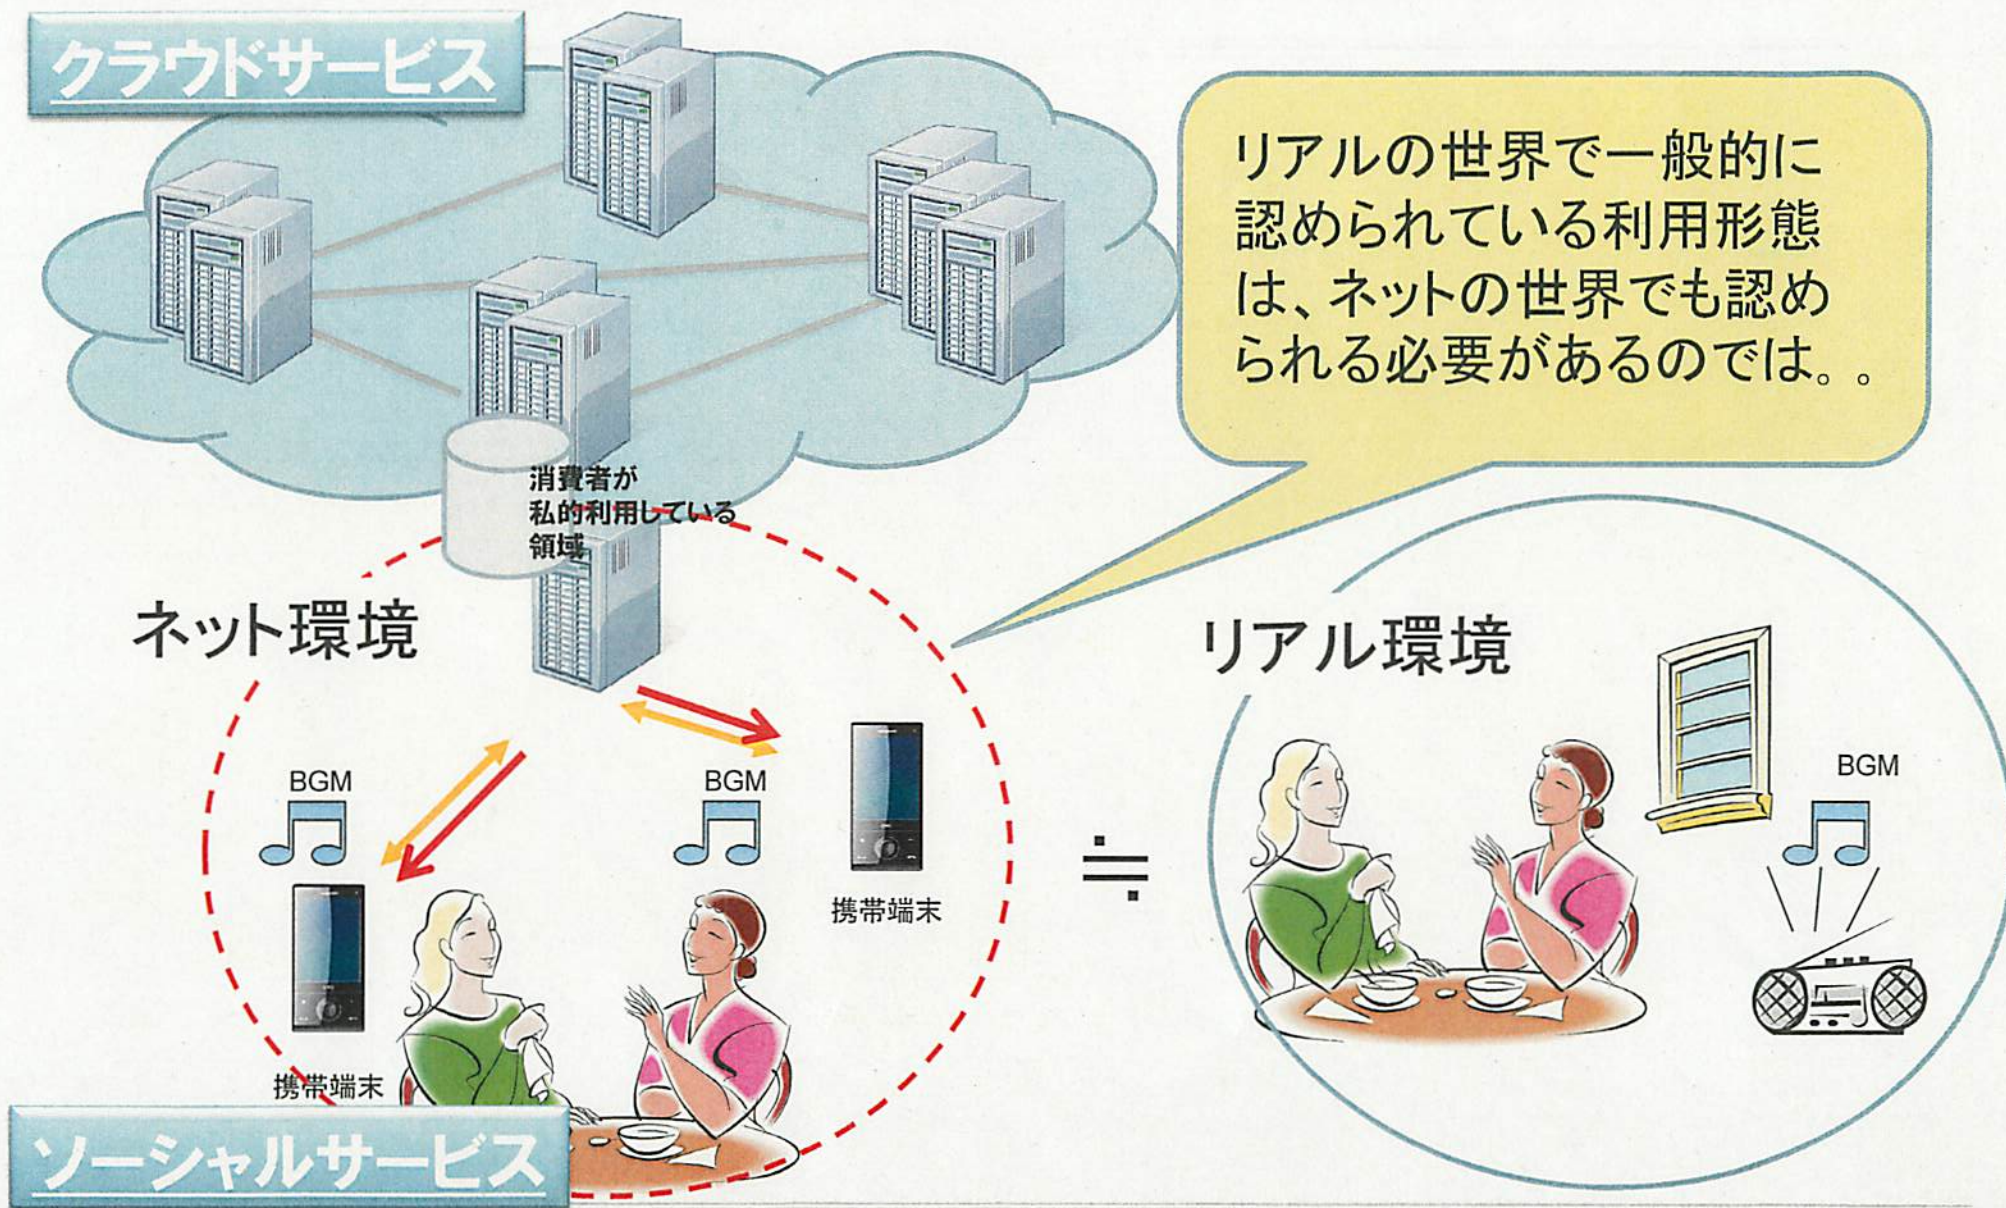 クラウドサービス
リアルの世界で一般的に
認められている利用形態
は、ネットの世界でも認め
られる必要があるのでは。。
消費者が
私的利用している
領域
ネット環境
リアル環境
BGM
BGM
BGM
携帯端末
≒
携帯端末
ソーシャルサービス